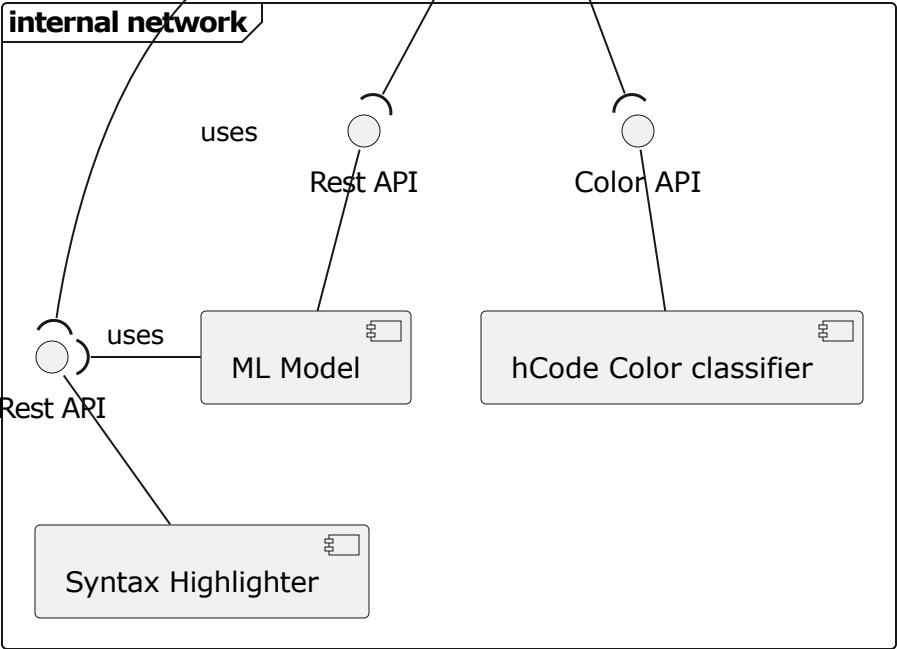 internal network
uses
Rest API
Color API
uses
ML Model
hCode Color classifier
Rest API
Syntax Highlighter